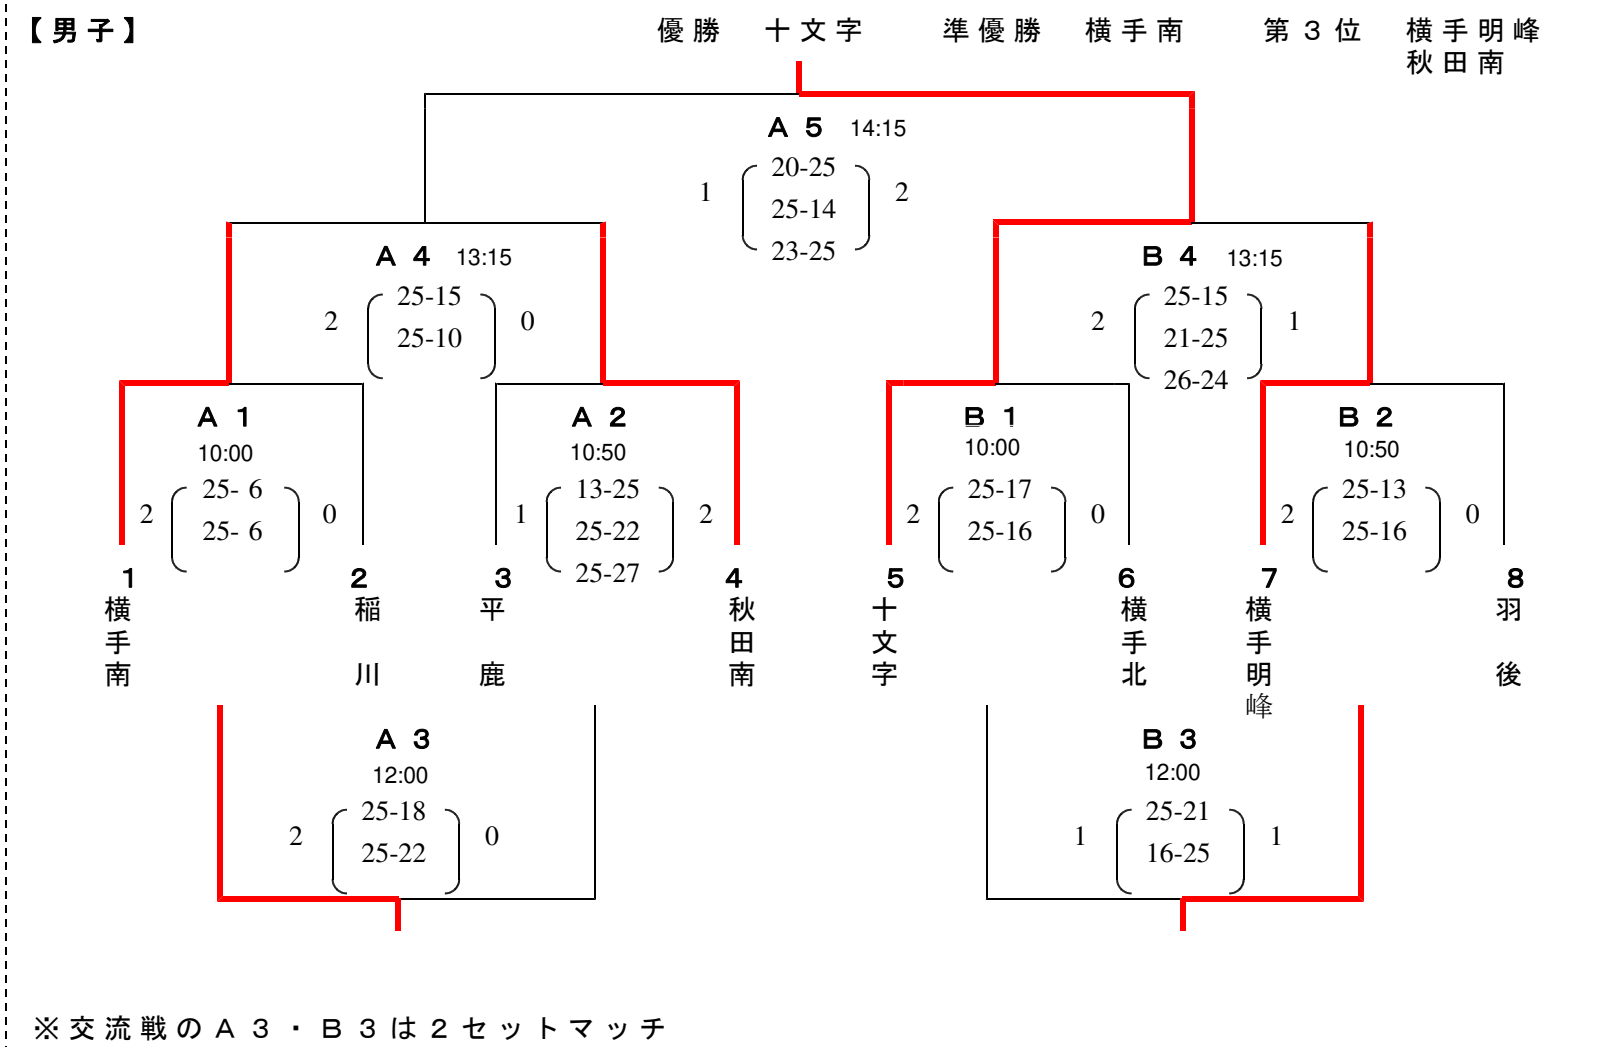 【男子】 優勝 十文字 準優勝 横手南 第３位 横手明峰
秋田南
Ａ５ 14:15
20-25
1 2
25-14
23-25
Ａ４ 13:15 Ｂ４ 13:15
25-15 25-15
2 0 2 1
25-10 21-25
26-24
Ａ１ Ａ２ Ｂ１ Ｂ２
10:00 10:50 10:00 10:50
25- 6 13-25 25-17 25-13
2 0 1 2 2 0 2 0
25- 6 25-22 25-16 25-16
25-27
1 2 3 4 5 6 7 8
横手南 稲川 平鹿 秋田南 十文字 横手北 横手明峰 羽後
Ａ３ Ｂ３
12:00 12:00
25-18 25-21
2 0 1 1
25-22 16-25
※交流戦のＡ３・Ｂ３は２セットマッチ